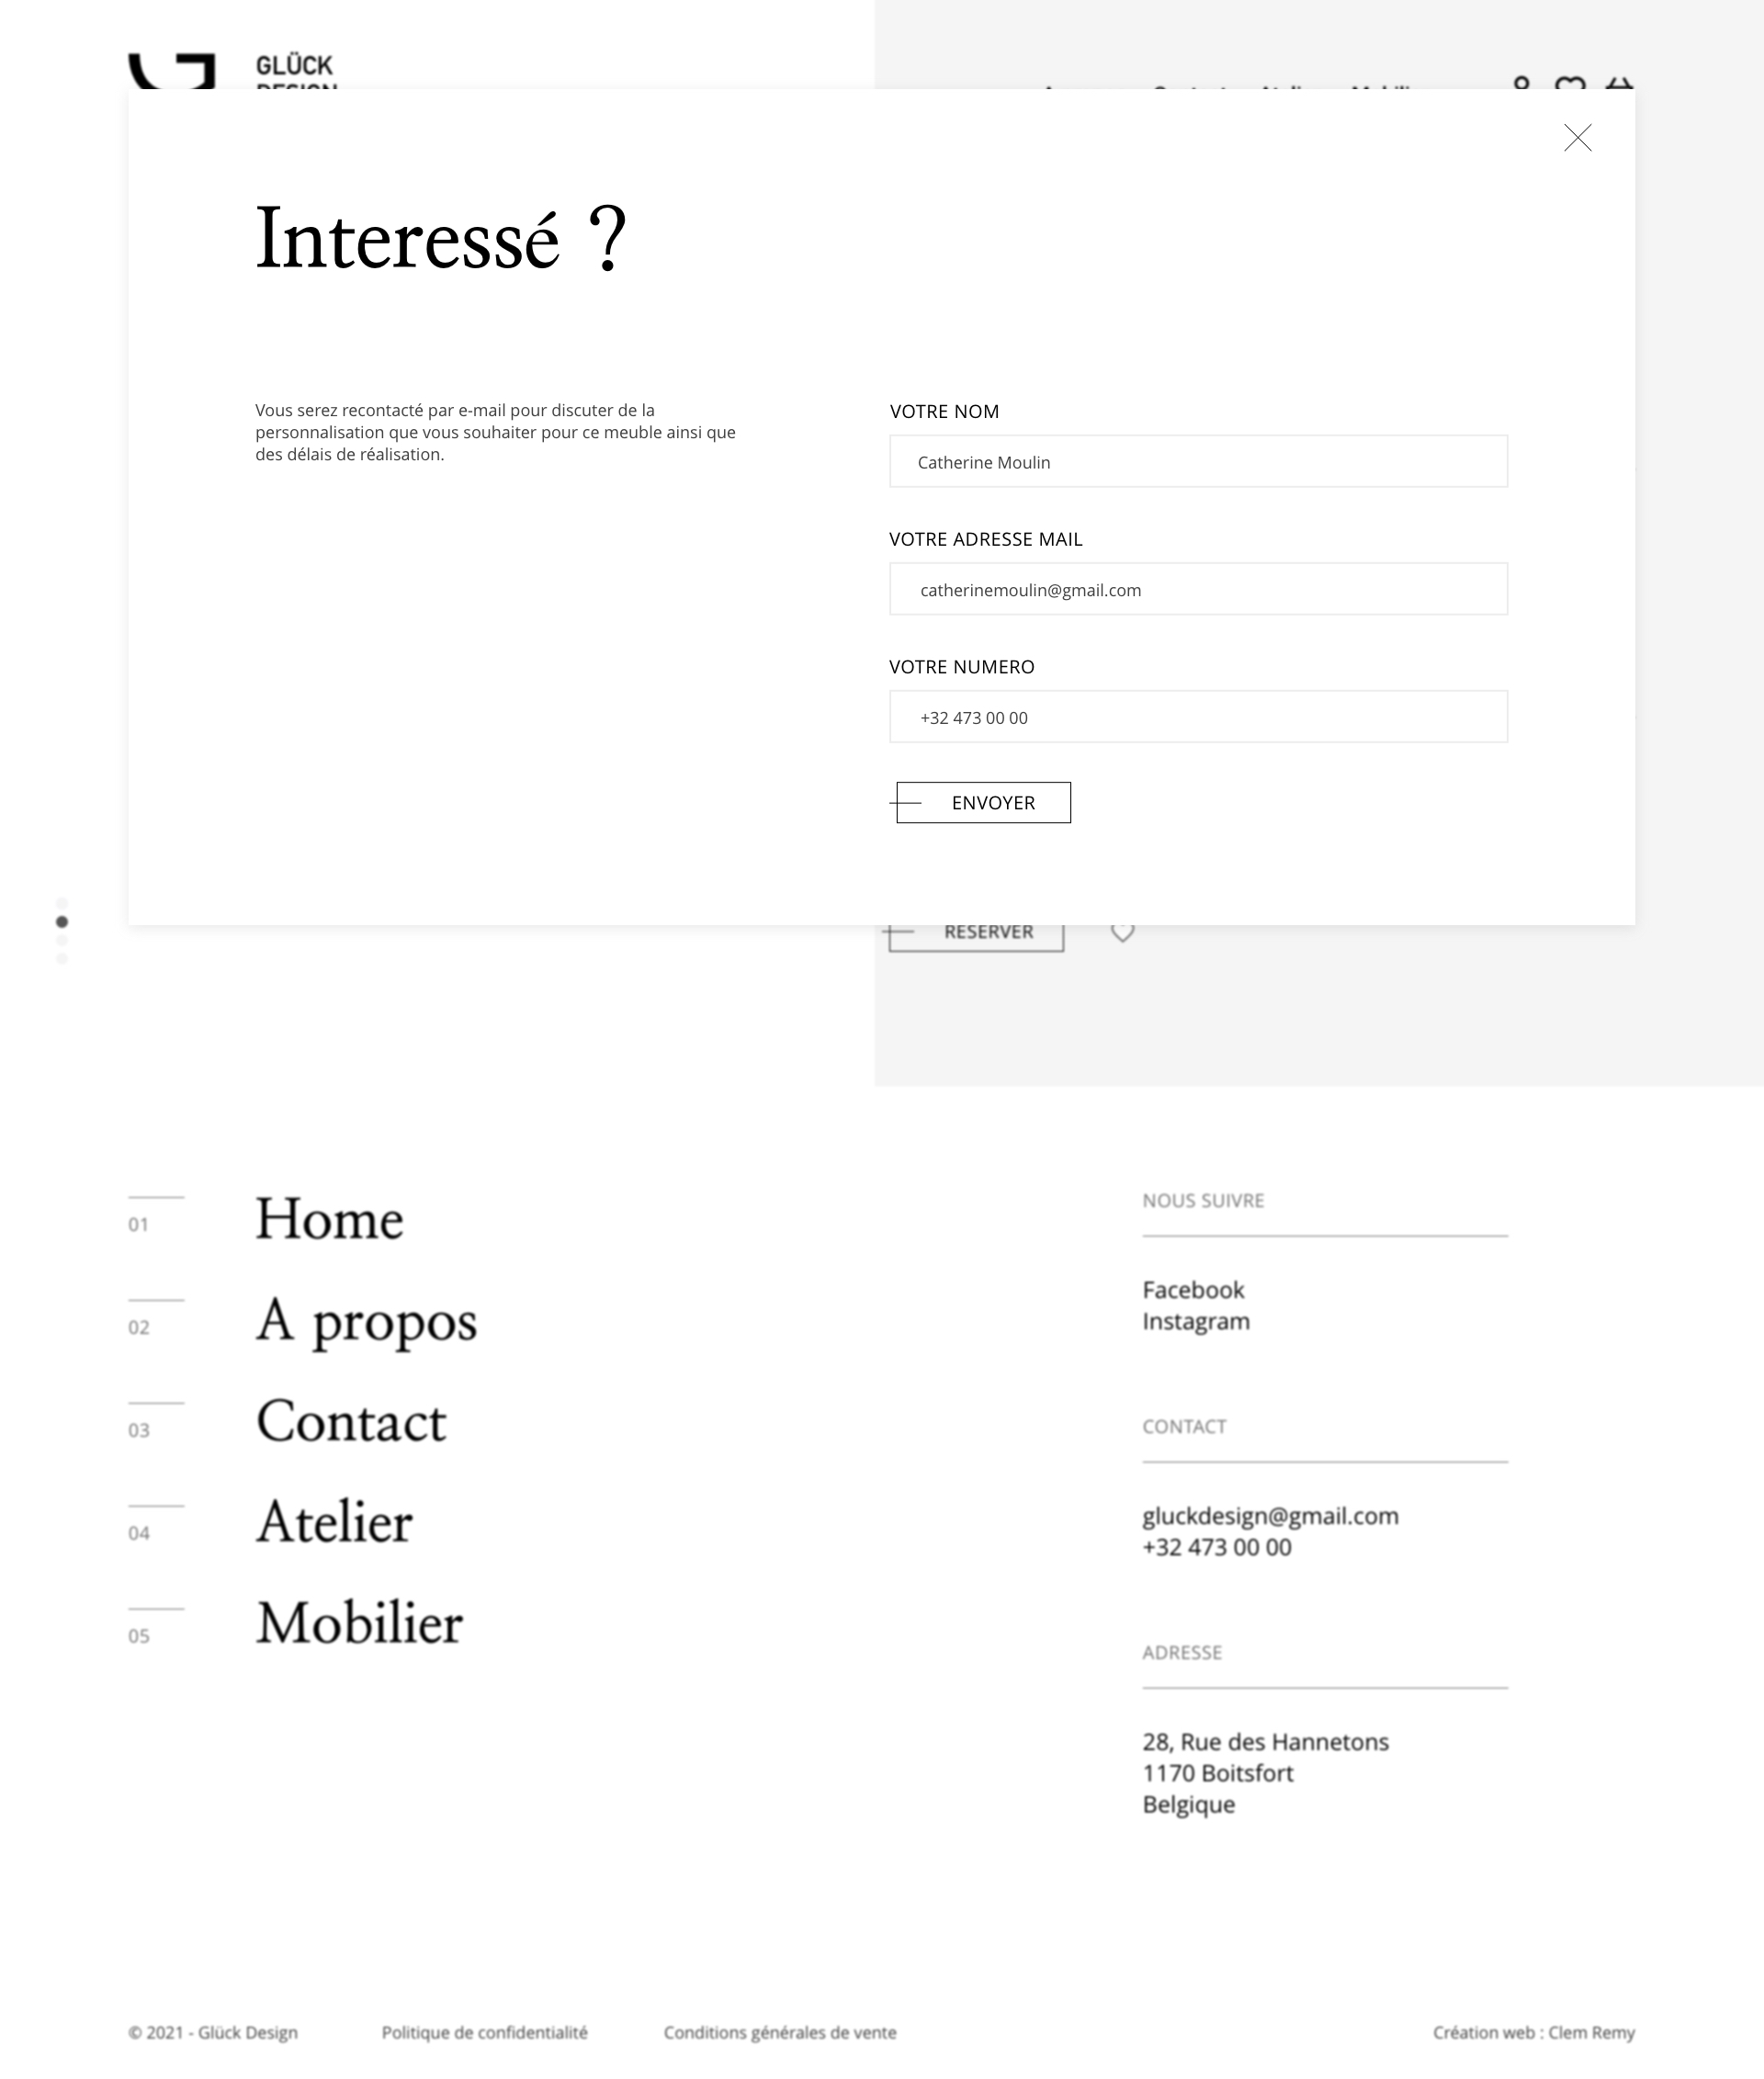 GLÜCK
Interessé ?
Vous serez recontacté par e-mail pour discuter de la
personnalisation que vous souhaiter pour ce meuble ainsi que
des délais de réalisation.
VOTRE NOM
Catherine Moulin
VOTRE ADRESSE MAIL
catherinemoulin@gmail.com
VOTRE NUMERO
+32 473 00 00
ENVOYER
RESERVER
01
Home
02
A propos
03
Contact
04
Atelier
05
Mobilier
NOUS SUIVRE
Facebook
Instagram
CONTACT
gluckdesign@gmail.com
+32 473 00 00
ADRESSE
28, Rue des Hannetons
1170 Boitsfort
Belgique
© 2021 - Glück Design
Politique de confidentialité
Conditions générales de vente
Création web : Clem Remy